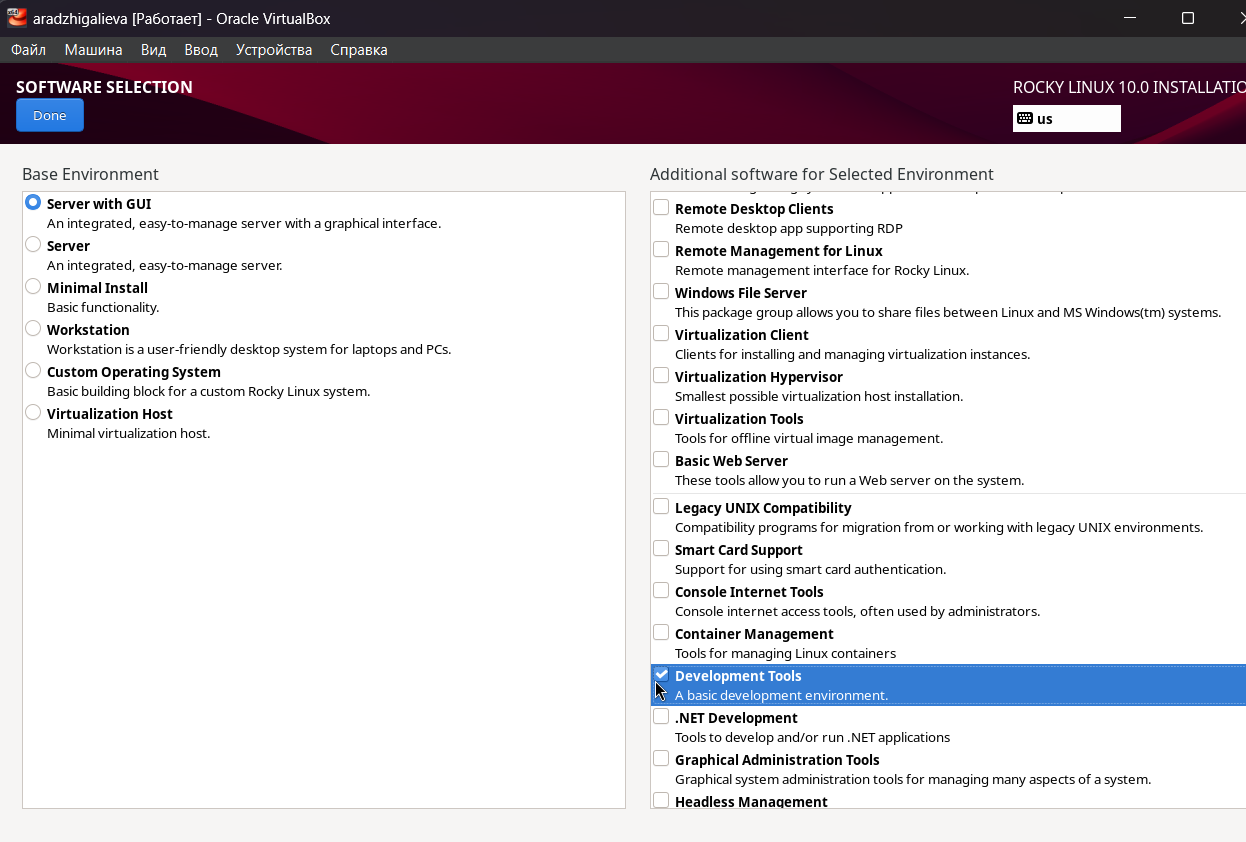 aradzhigalieva [Работает] - Oracle VirtualBox
Файл Машина Вид Ввод Устройства Справка
SOFTWARE SELECTION
ROCKY LINUX 10.0 INSTALLATIO
Done
us
Base Environment
Server with GUI
An integrated, easy-to-manage server with a graphical interface.
Server
An integrated, easy-to-manage server.
Minimal Install
Basic functionality.
Workstation
Workstation is a user-friendly desktop system for laptops and PCs.
Custom Operating System
Basic building block for a custom Rocky Linux system.
Virtualization Host
Minimal virtualization host.
Additional software for Selected Environment
Remote Desktop Clients
Remote desktop app supporting RDP
Remote Management for Linux
Remote management interface for Rocky Linux.
Windows File Server
This package group allows you to share files between Linux and MS Windows(tm) systems.
Virtualization Client
Clients for installing and managing virtualization instances.
Virtualization Hypervisor
Smallest possible virtualization host installation.
Virtualization Tools
Tools for offline virtual image management.
Basic Web Server
These tools allow you to run a Web server on the system.
Legacy UNIX Compatibility
Compatibility programs for migration from or working with legacy UNIX environments.
Smart Card Support
Support for using smart card authentication.
Console Internet Tools
Console internet access tools, often used by administrators.
Container Management
Tools for managing Linux containers
Development Tools
A basic development environment.
.NET Development
Tools to develop and/or run .NET applications
Graphical Administration Tools
Graphical system administration tools for managing many aspects of a system.
Headless Management